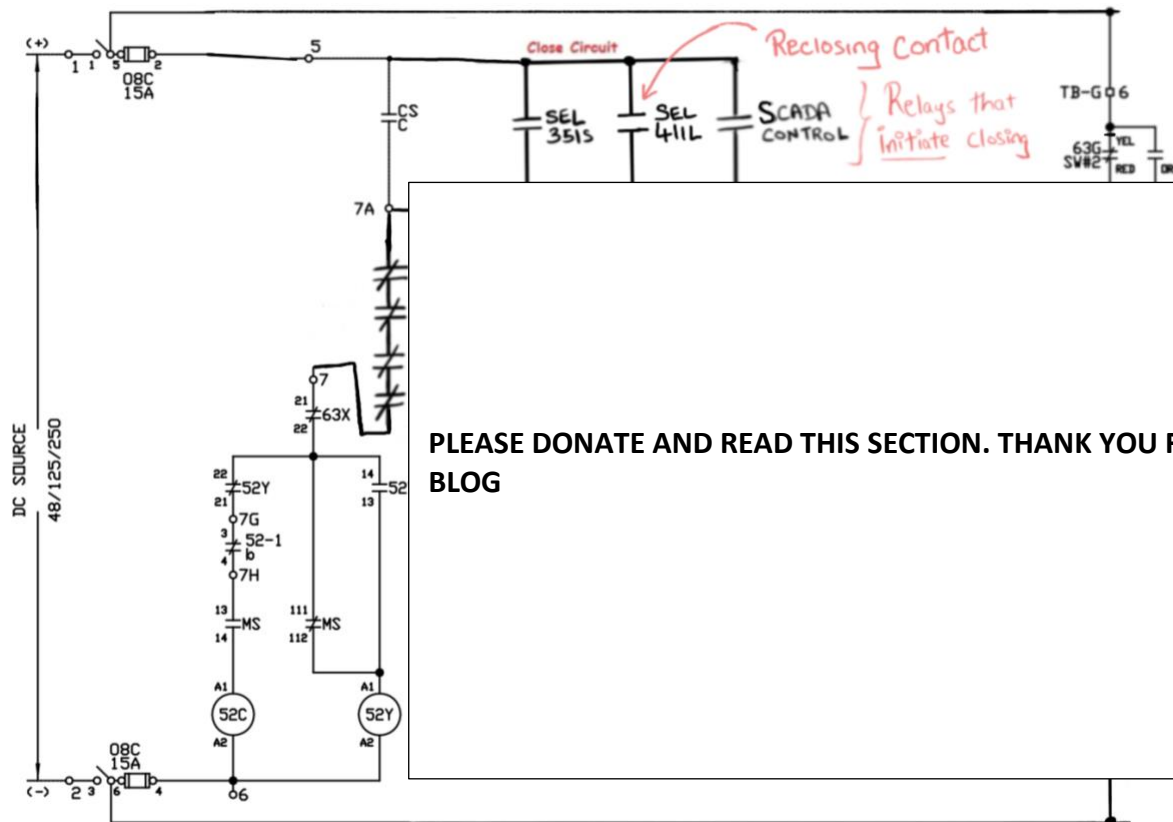 (+)
1
1
5
2
08C
15A
5
Close Circuit
Reclosing Contact
CS
C
SEL
351S
SEL
411L
SCADA
CONTROL
Relays that
initiate closing
TB-G
6
63G
SW#2
YEL
RED
7A
7
21
63X
22
DC SOURCE
48/125/250
22
52Y
21
7G
3
52-1
b
4
7H
13
MS
14
111
MS
112
14
52
13
A1
52C
A2
A1
52Y
A2
08C
15A
(-)
2
3
6
4
6
PLEASE DONATE AND READ THIS SECTION. THANK YOU
BLOG